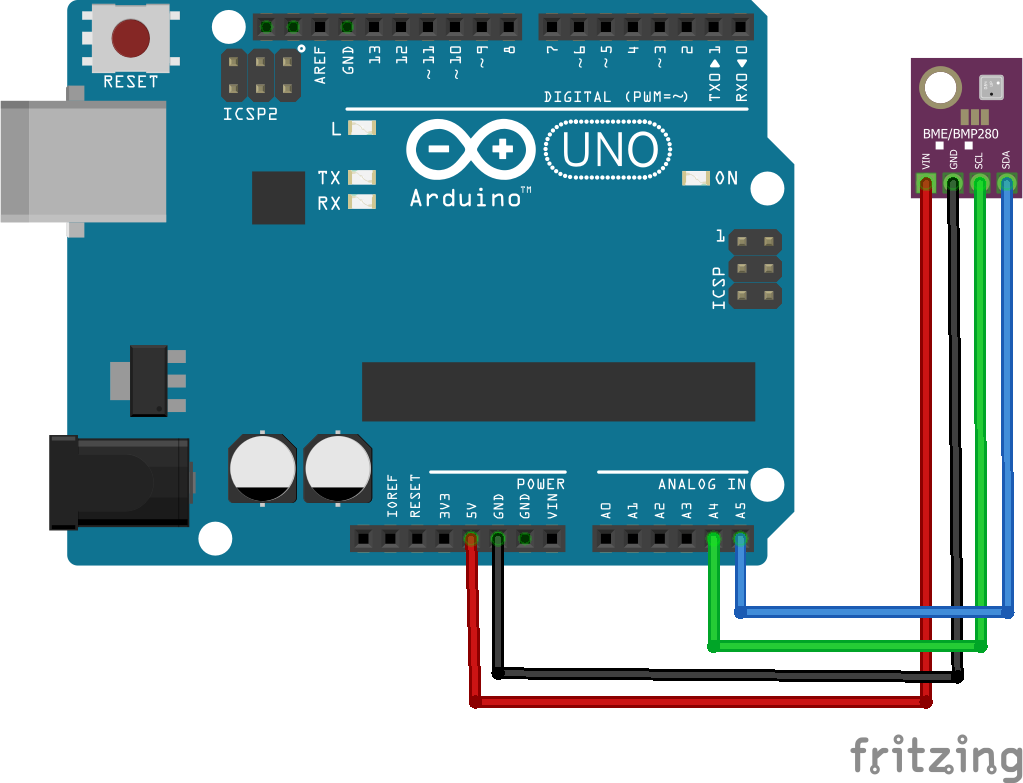 RESET
ICSP2
AREF
GND
13
12
~11
~10
~9
8
7
~6
~5
4
~3
2
TX0▶1
RX0◀0
DIGITAL (PWM=~)
L
TX
RX
Arduino™
UNO
ON
1
ICSP
BME/BMP280
VIN
GND
SCL
SDA
POWER
ANALOG IN
IOREF
RESET
3V3
5V
GND
GND
VIN
A0
A1
A2
A3
A4
A5
fritzing